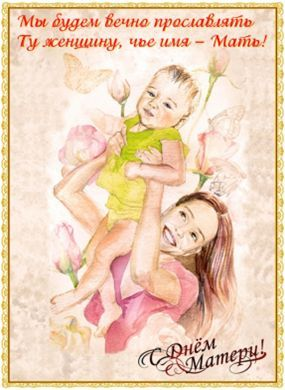 Мы будем вечно прославлять
Ту женщину, чье имя – Мать!
С Днём
Матери!